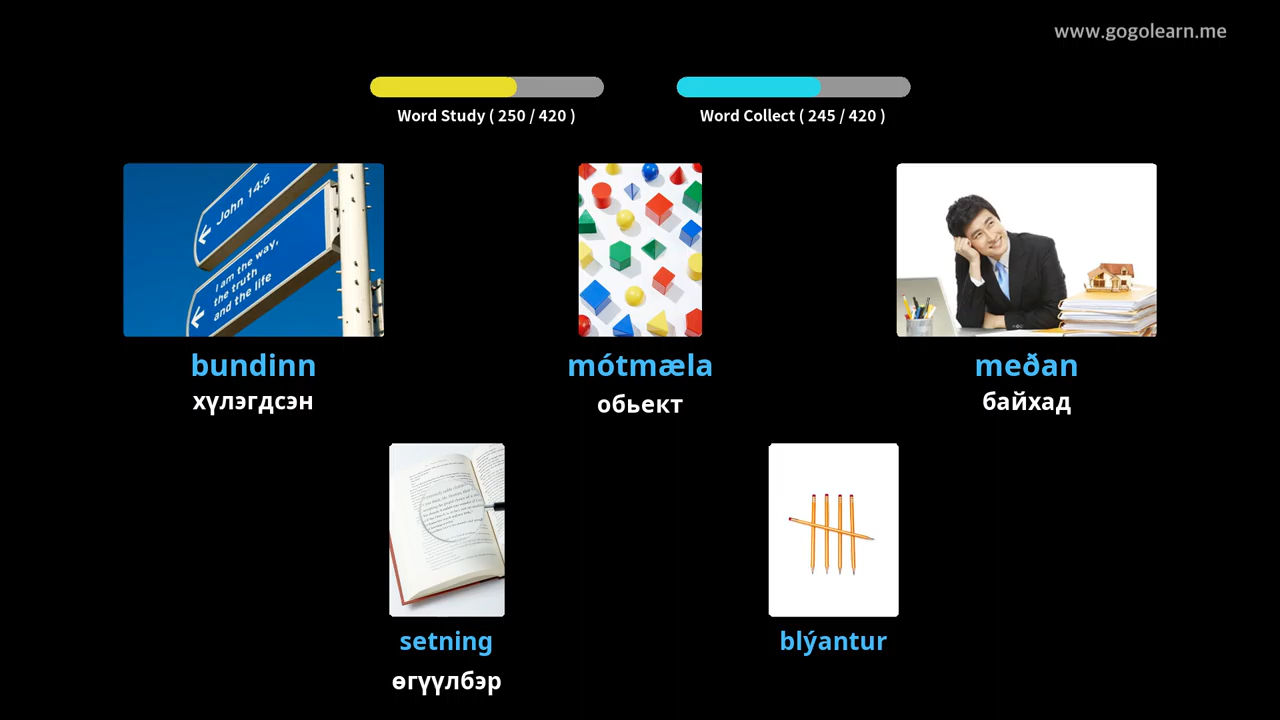 www.gogolearn.me
Word Study ( 250 / 420 )
Word Collect ( 245 / 420 )
John 14:6
I am the way,
the truth
and the life
bundinn
mótmæla
meðan
хүлэгдсэн
обьект
байхад
setning
blýantur
өгүүлбэр